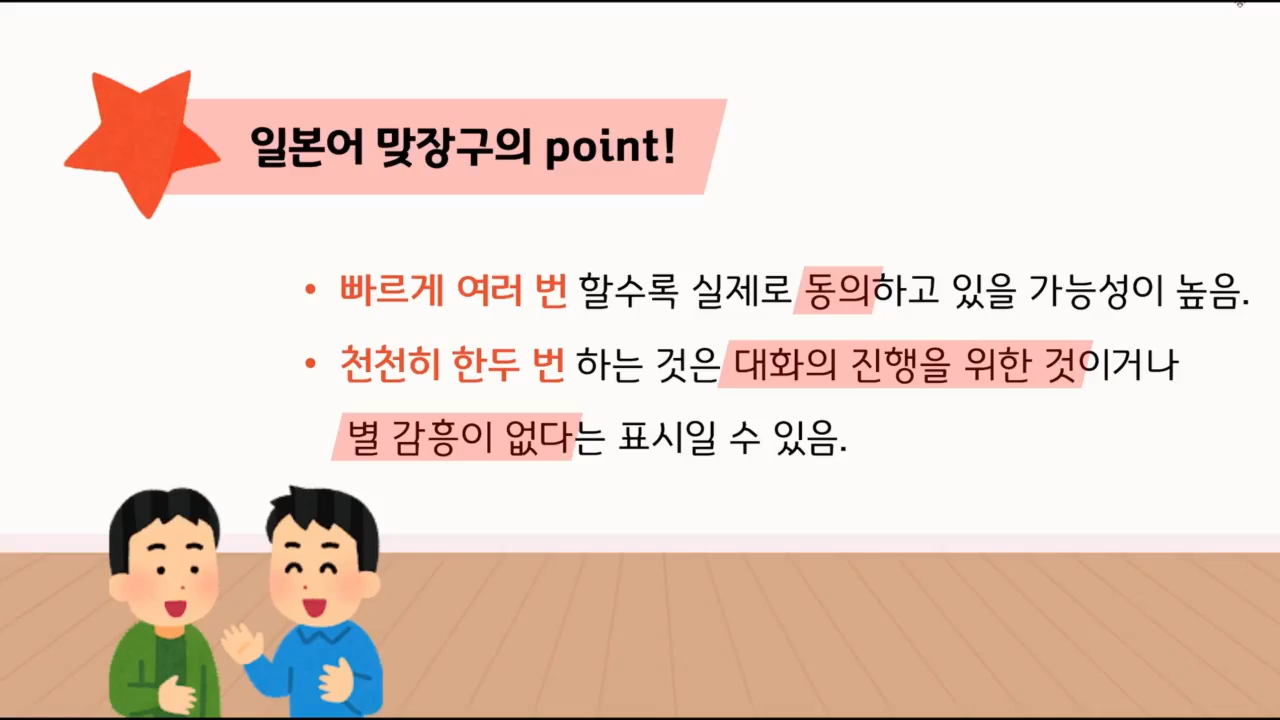 일본어 맞장구의 point!
• 빠르게 여러 번 할수록 실제로 동의하고 있을 가능성이 높음.
• 천천히 한두 번 하는 것은 대화의 진행을 위한 것이거나
별 감흥이 없다는 표시일 수 있음.